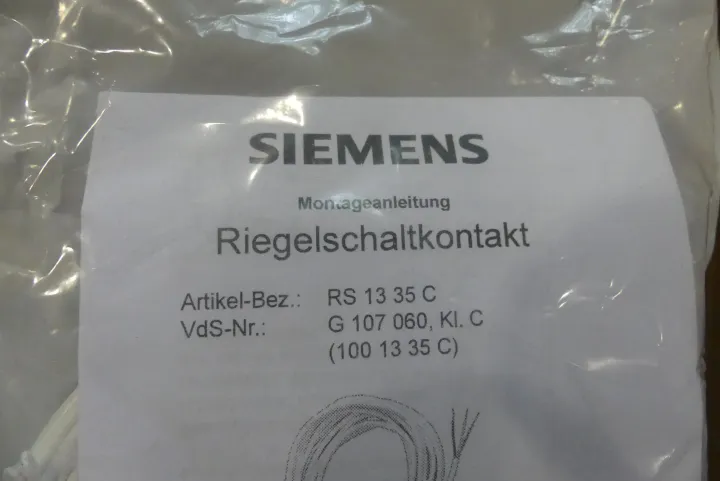 SIEMENS
Montageanleitung
Riegelschaltkontakt
Artikel-Bez.: RS 13 35 C
VdS-Nr.: G 107 060, Kl. C
(100 13 35 C)